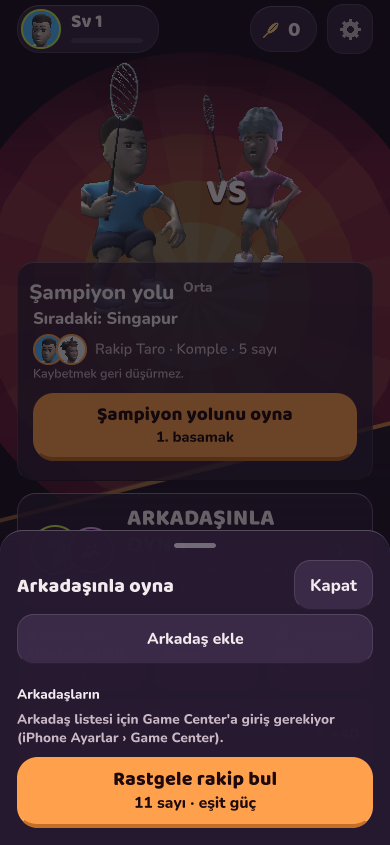 Sv 1
0
VS
Şampiyon yolu Orta
Sıradaki: Singapur
Rakip Taro · Komple · 5 sayı
Kaybetmek geri düşürmez.
Şampiyon yolunu oyna
1. basamak
ARKADAŞINLA
Arkadaşınla oyna
Kapat
Arkadaş ekle
Arkadaşların
Arkadaş listesi için Game Center'a giriş gerekiyor
(iPhone Ayarlar › Game Center).
Rastgele rakip bul
11 sayı · eşit güç